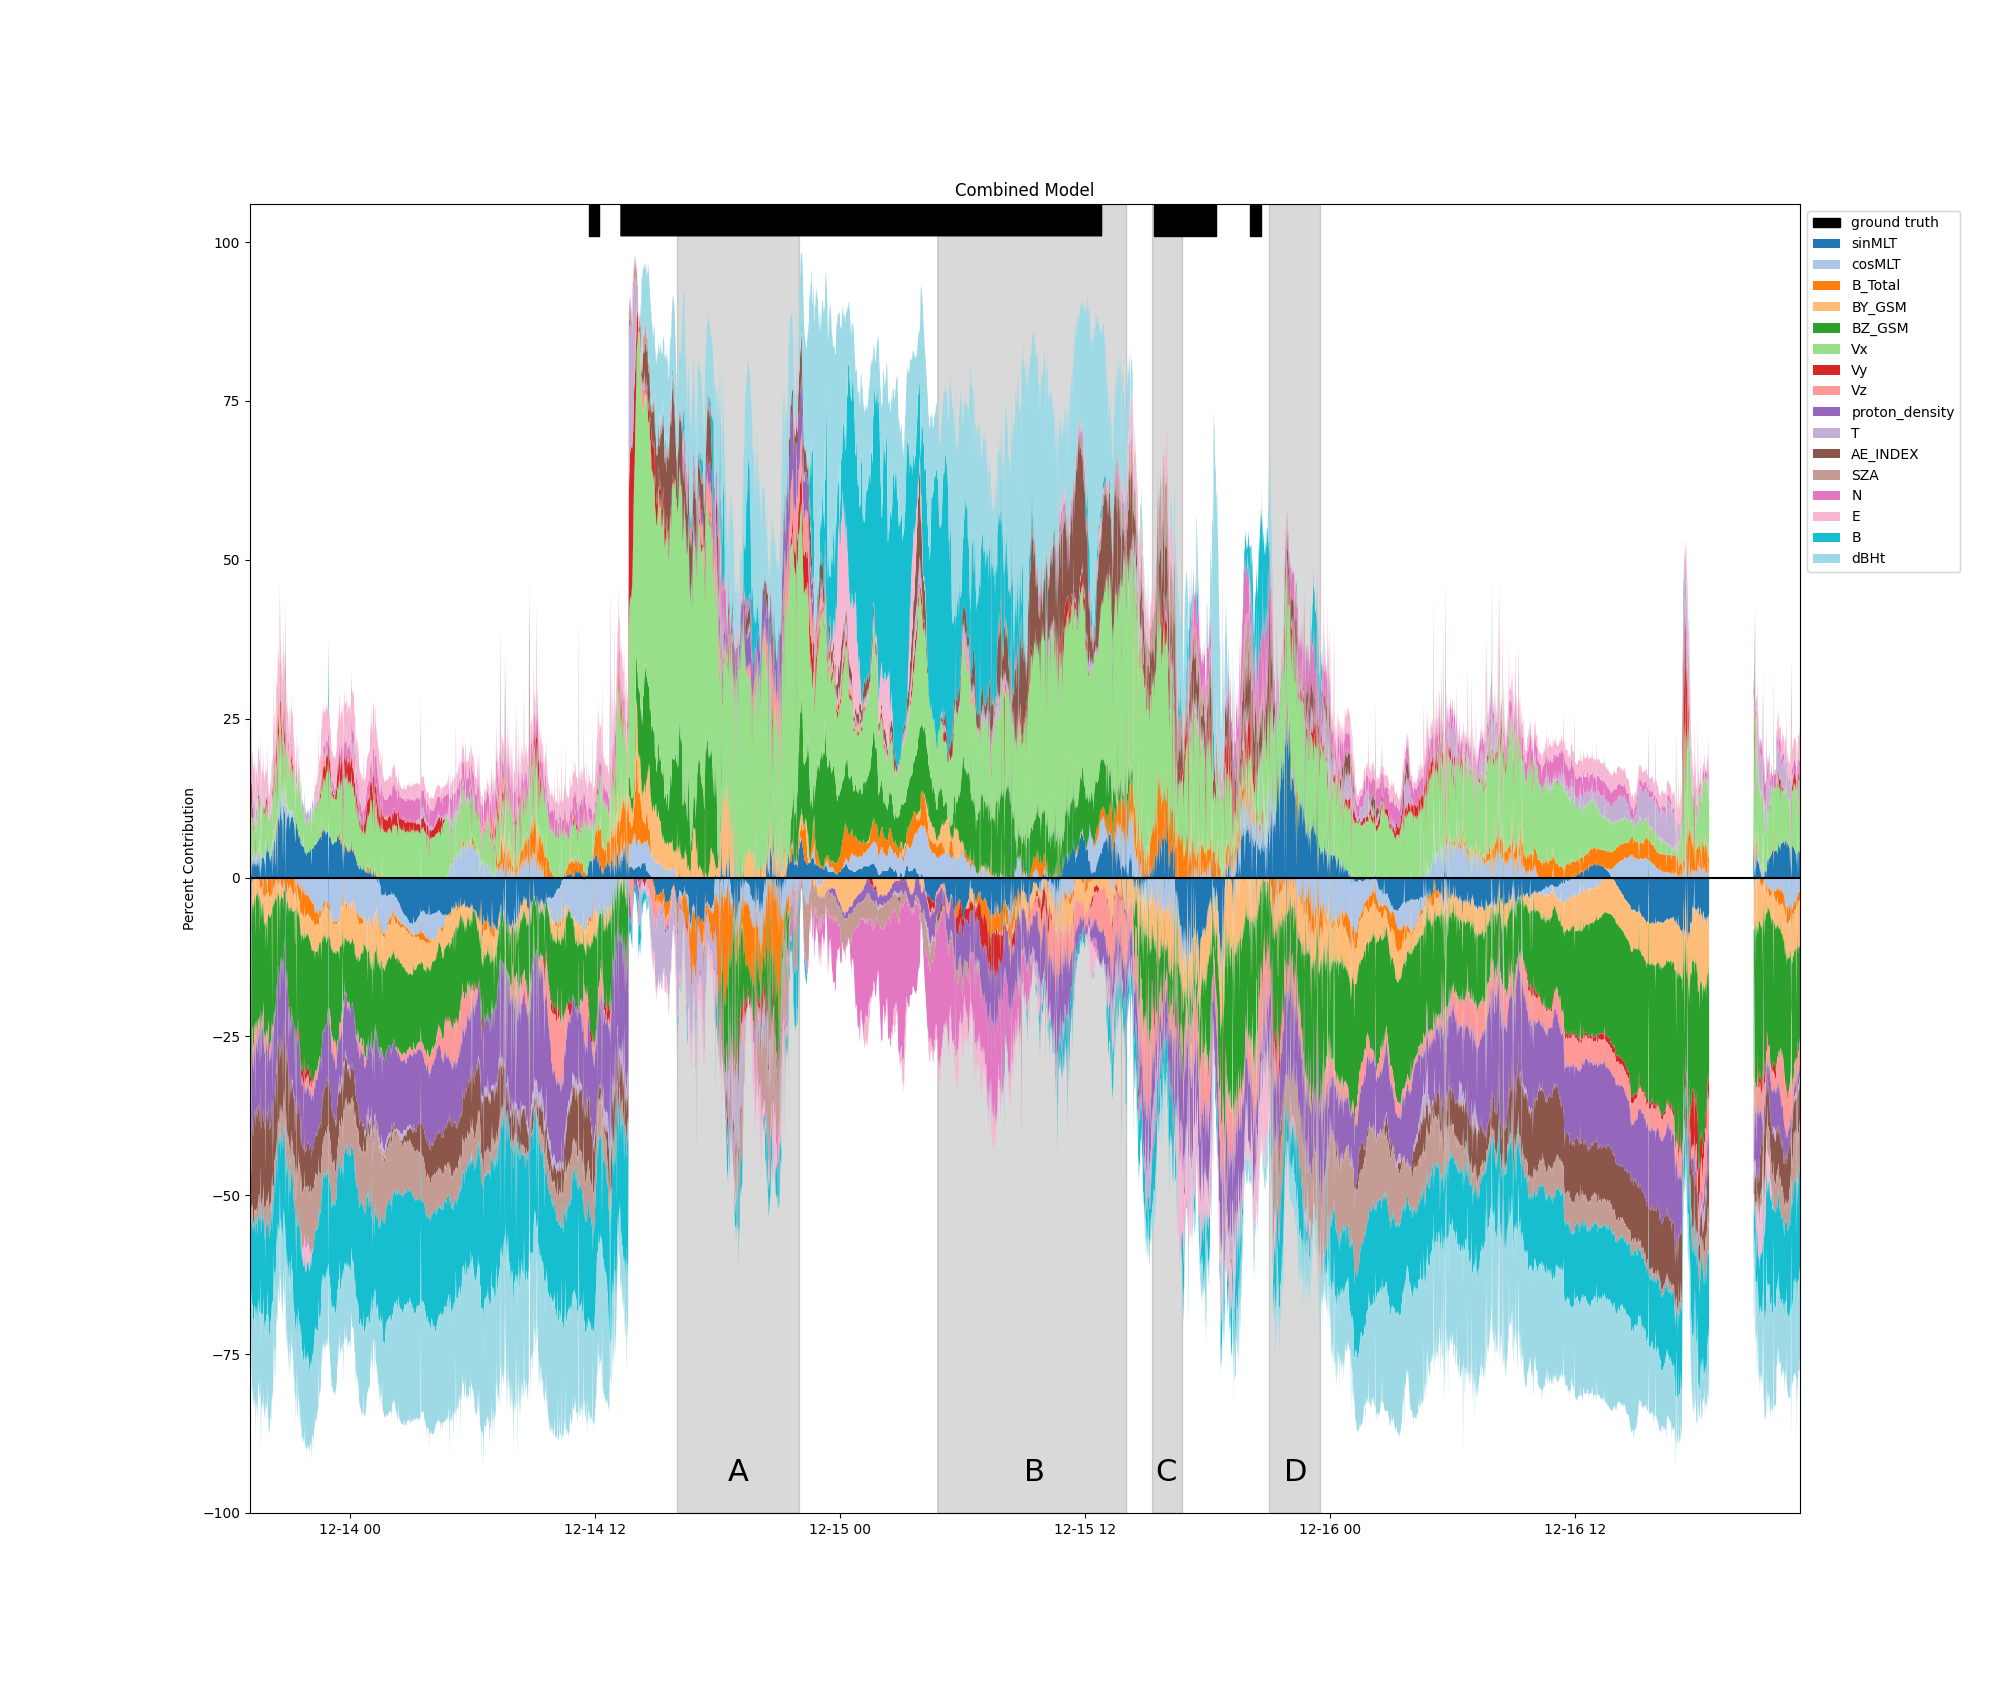 Combined Model
Percent Contribution
100
75
50
25
0
−25
−50
−75
−100
12-14 00
12-14 12
12-15 00
12-15 12
12-16 00
12-16 12
A
B
C
D
ground truth
sinMLT
cosMLT
B_Total
BY_GSM
BZ_GSM
Vx
Vy
Vz
proton_density
T
AE_INDEX
SZA
N
E
B
dBHt